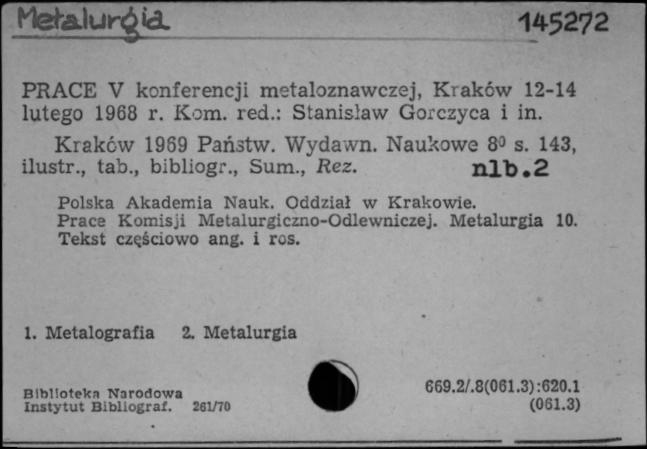 Metalurgia 145272
PRACE V konferencji metaloznawczej, Kraków 12-14
lutego 1968 r. Kom. red.: Stanisław Gorczyca i in.
Kraków 1969 Państw. Wydawn. Naukowe 8⁰ s. 143,
ilustr., tab., bibliogr., Sum., Rez. nlb.2
Polska Akademia Nauk. Oddział w Krakowie.
Prace Komisji Metalurgiczno-Odlewniczej. Metalurgia 10.
Tekst częściowo ang. i ros.
1. Metalografia 2. Metalurgia
Biblioteka Narodowa 669.2/.8(061.3):620.1
Instytut Bibliograf. 261/70 (061.3)